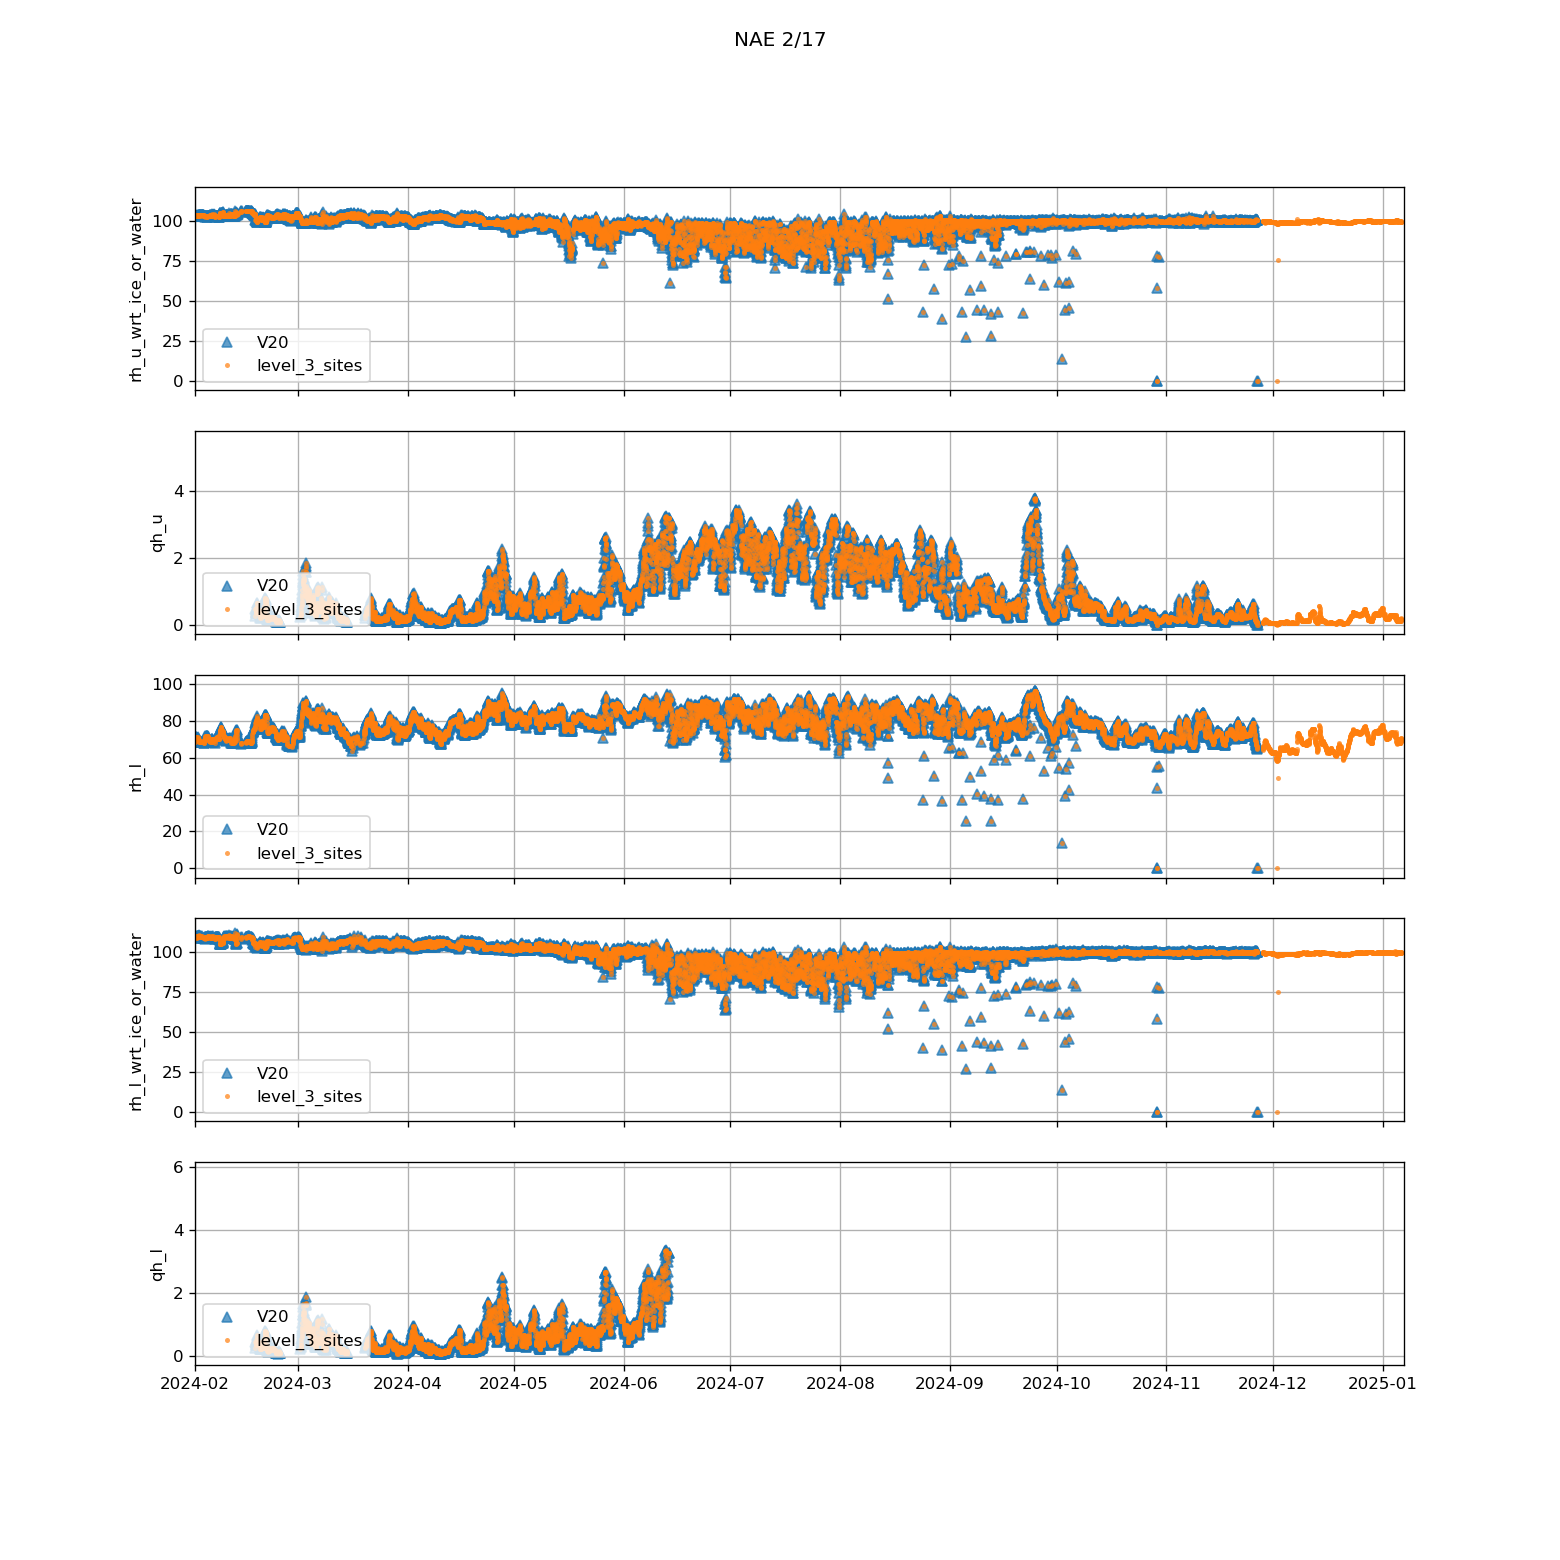 NAE 2/17
rh_u_wrt_ice_or_water
100
75
50
25
0
V20
level_3_sites
qh_u
4
2
0
V20
level_3_sites
rh_l
100
80
60
40
20
0
V20
level_3_sites
rh_l_wrt_ice_or_water
100
75
50
25
0
V20
level_3_sites
qh_l
6
4
2
0
V20
level_3_sites
2024-02 2024-03 2024-04 2024-05 2024-06 2024-07 2024-08 2024-09 2024-10 2024-11 2024-12 2025-01